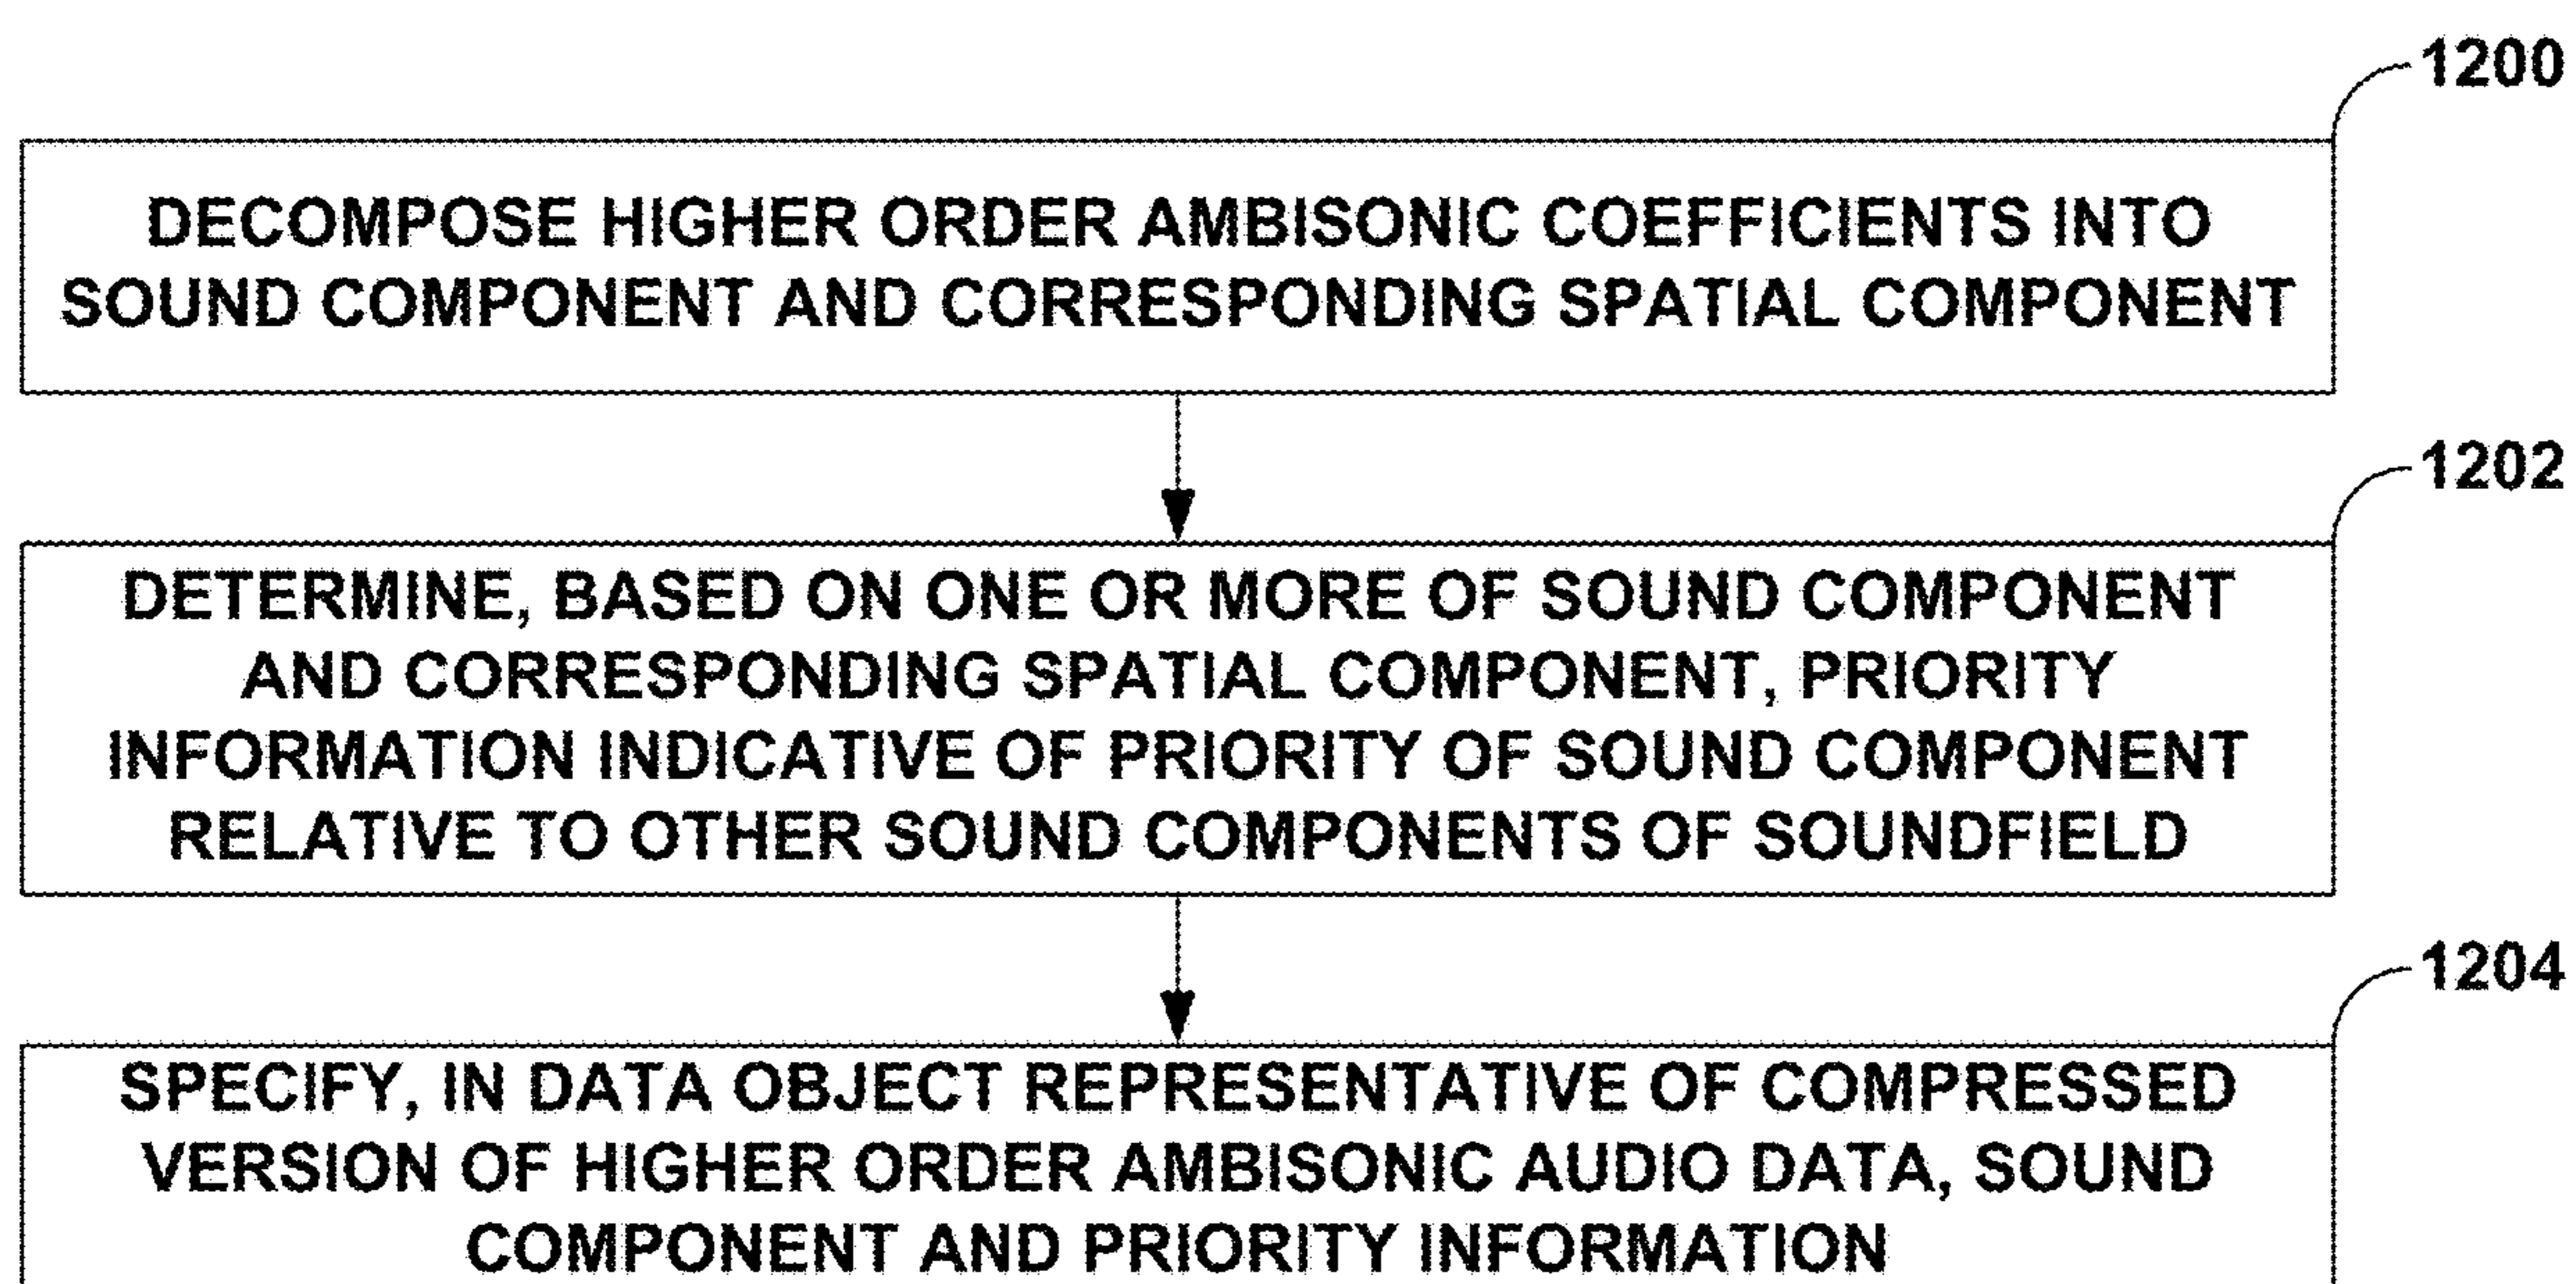 1200
DECOMPOSE HIGHER ORDER AMBISONIC COEFFICIENTS INTO
SOUND COMPONENT AND CORRESPONDING SPATIAL COMPONENT
1202
DETERMINE, BASED ON ONE OR MORE OF SOUND COMPONENT
AND CORRESPONDING SPATIAL COMPONENT, PRIORITY
INFORMATION INDICATIVE OF PRIORITY OF SOUND COMPONENT
RELATIVE TO OTHER SOUND COMPONENTS OF SOUNDFIELD
1204
SPECIFY, IN DATA OBJECT REPRESENTATIVE OF COMPRESSED
VERSION OF HIGHER ORDER AMBISONIC AUDIO DATA, SOUND
COMPONENT AND PRIORITY INFORMATION